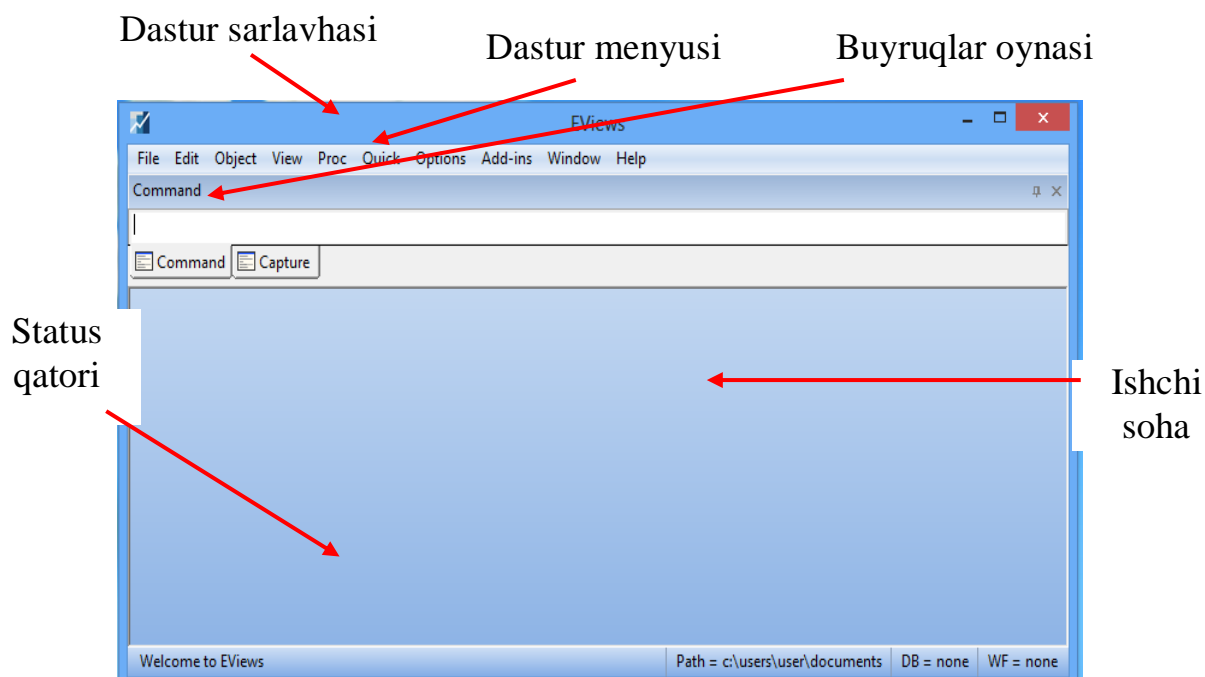 Dastur sarlavhasi
Dastur menyusi
Buyruqlar oynasi
EViews
File Edit Object View Proc Quick Options Add-ins Window Help
Command
Command Capture
Status
qatori
Ishchi
soha
Welcome to EViews Path = c:\users\user\documents DB = none WF = none